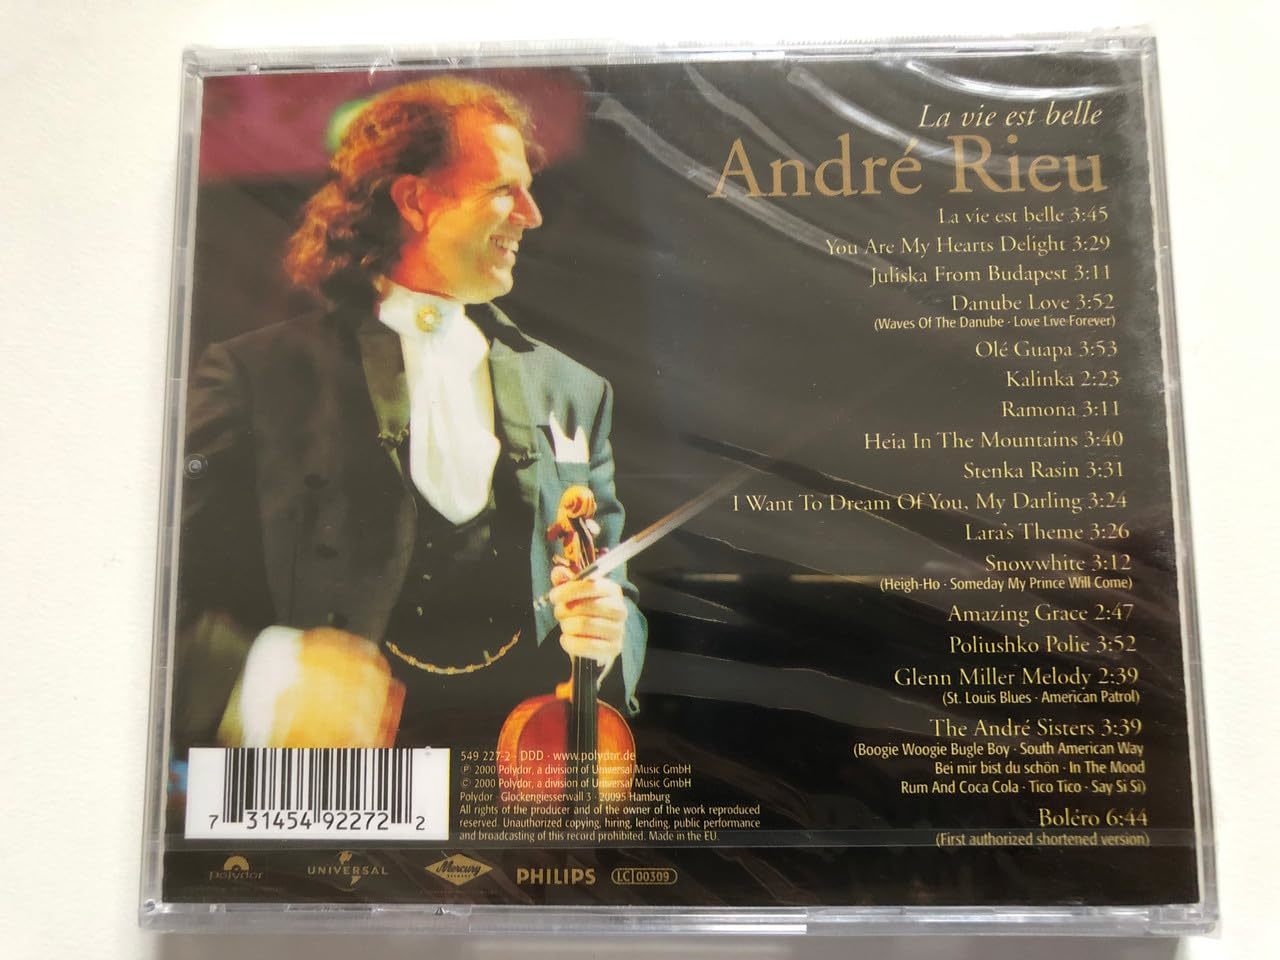 La vie est belle
André Rieu
La vie est belle 3:45
You Are My Hearts Delight 3:29
Juliska From Budapest 3:11
Danube Love 3:52
(Waves Of The Danube · Love Live Forever)
Olé Guapa 3:53
Kalinka 2:23
Ramona 3:11
Heia In The Mountains 3:40
Stenka Rasin 3:31
I Want To Dream Of You, My Darling 3:24
Lara's Theme 3:26
Snowwhite 3:12
(Heigh-Ho · Someday My Prince Will Come)
Amazing Grace 2:47
Poliushko Polie 3:52
Glenn Miller Melody 2:39
(St. Louis Blues · American Patrol)
The André Sisters 3:39
(Boogie Woogie Bugle Boy · South American Way
Bei mir bist du schön · In The Mood
Rum And Coca Cola · Tico Tico · Say Si Si)
Boléro 6:44
(First authorized shortened version)
549 227-2 · DDD · www.polydor.de
℗ 2000 Polydor, a division of Universal Music GmbH
© 2000 Polydor, a division of Universal Music GmbH
Polydor · Glockengiesserwall 3 · 20095 Hamburg
All rights of the producer and of the owner of the work reproduced
reserved. Unauthorized copying, hiring, lending, public performance
and broadcasting of this record prohibited. Made in the EU.
7 31454 92272 2
polydor
UNIVERSAL
Mercury
RECORDS
PHILIPS
LC 00309